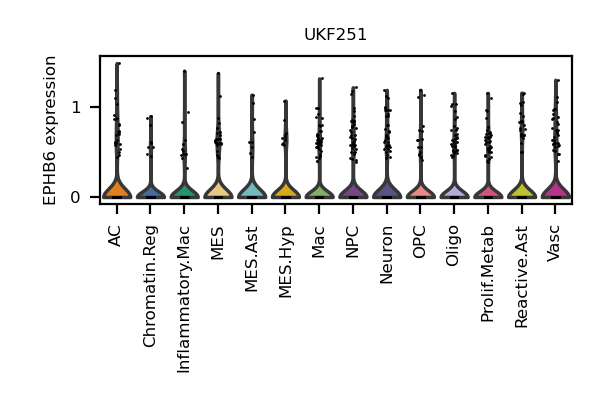 UKF251
EPHB6 expression
1
0
AC
Chromatin.Reg
Inflammatory.Mac
MES
MES.Ast
MES.Hyp
Mac
NPC
Neuron
OPC
Oligo
Prolif.Metab
Reactive.Ast
Vasc